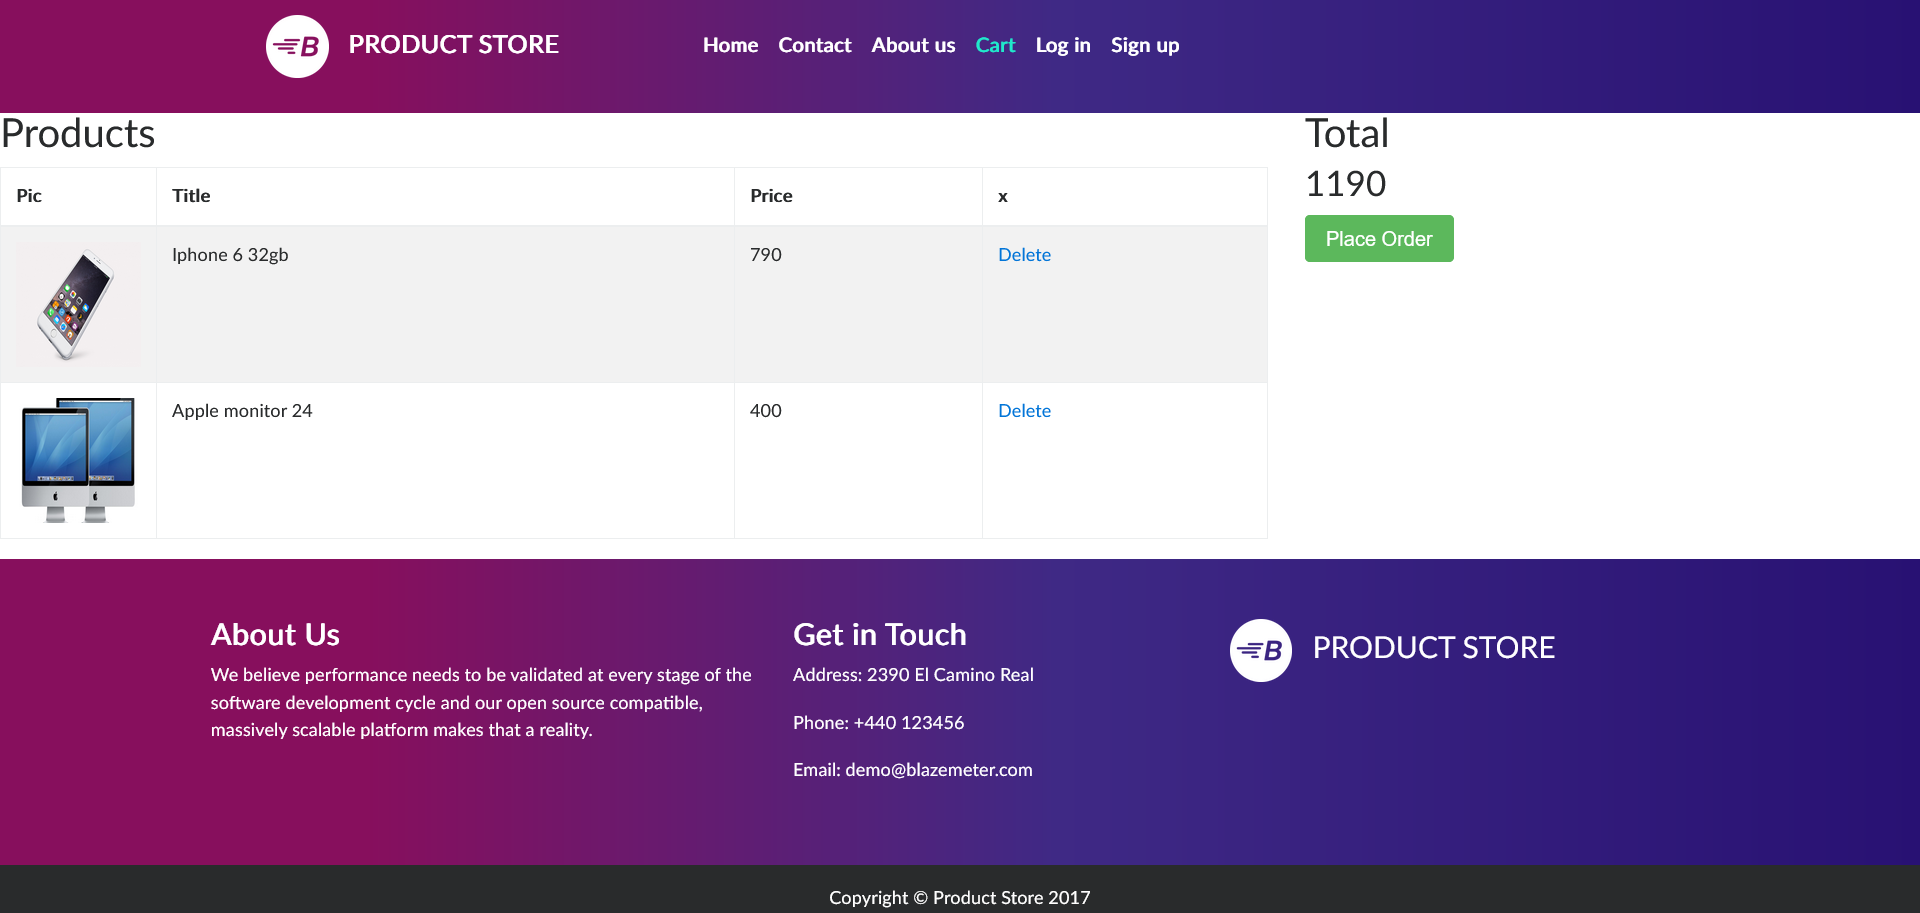 B PRODUCT STORE
Home Contact About us Cart Log in Sign up
Products
Pic Title Price x
Iphone 6 32gb 790 Delete
Apple monitor 24 400 Delete
Total
1190
Place Order
About Us
We believe performance needs to be validated at every stage of the
software development cycle and our open source compatible,
massively scalable platform makes that a reality.
Get in Touch
Address: 2390 El Camino Real
Phone: +440 123456
Email: demo@blazemeter.com
B PRODUCT STORE
Copyright © Product Store 2017